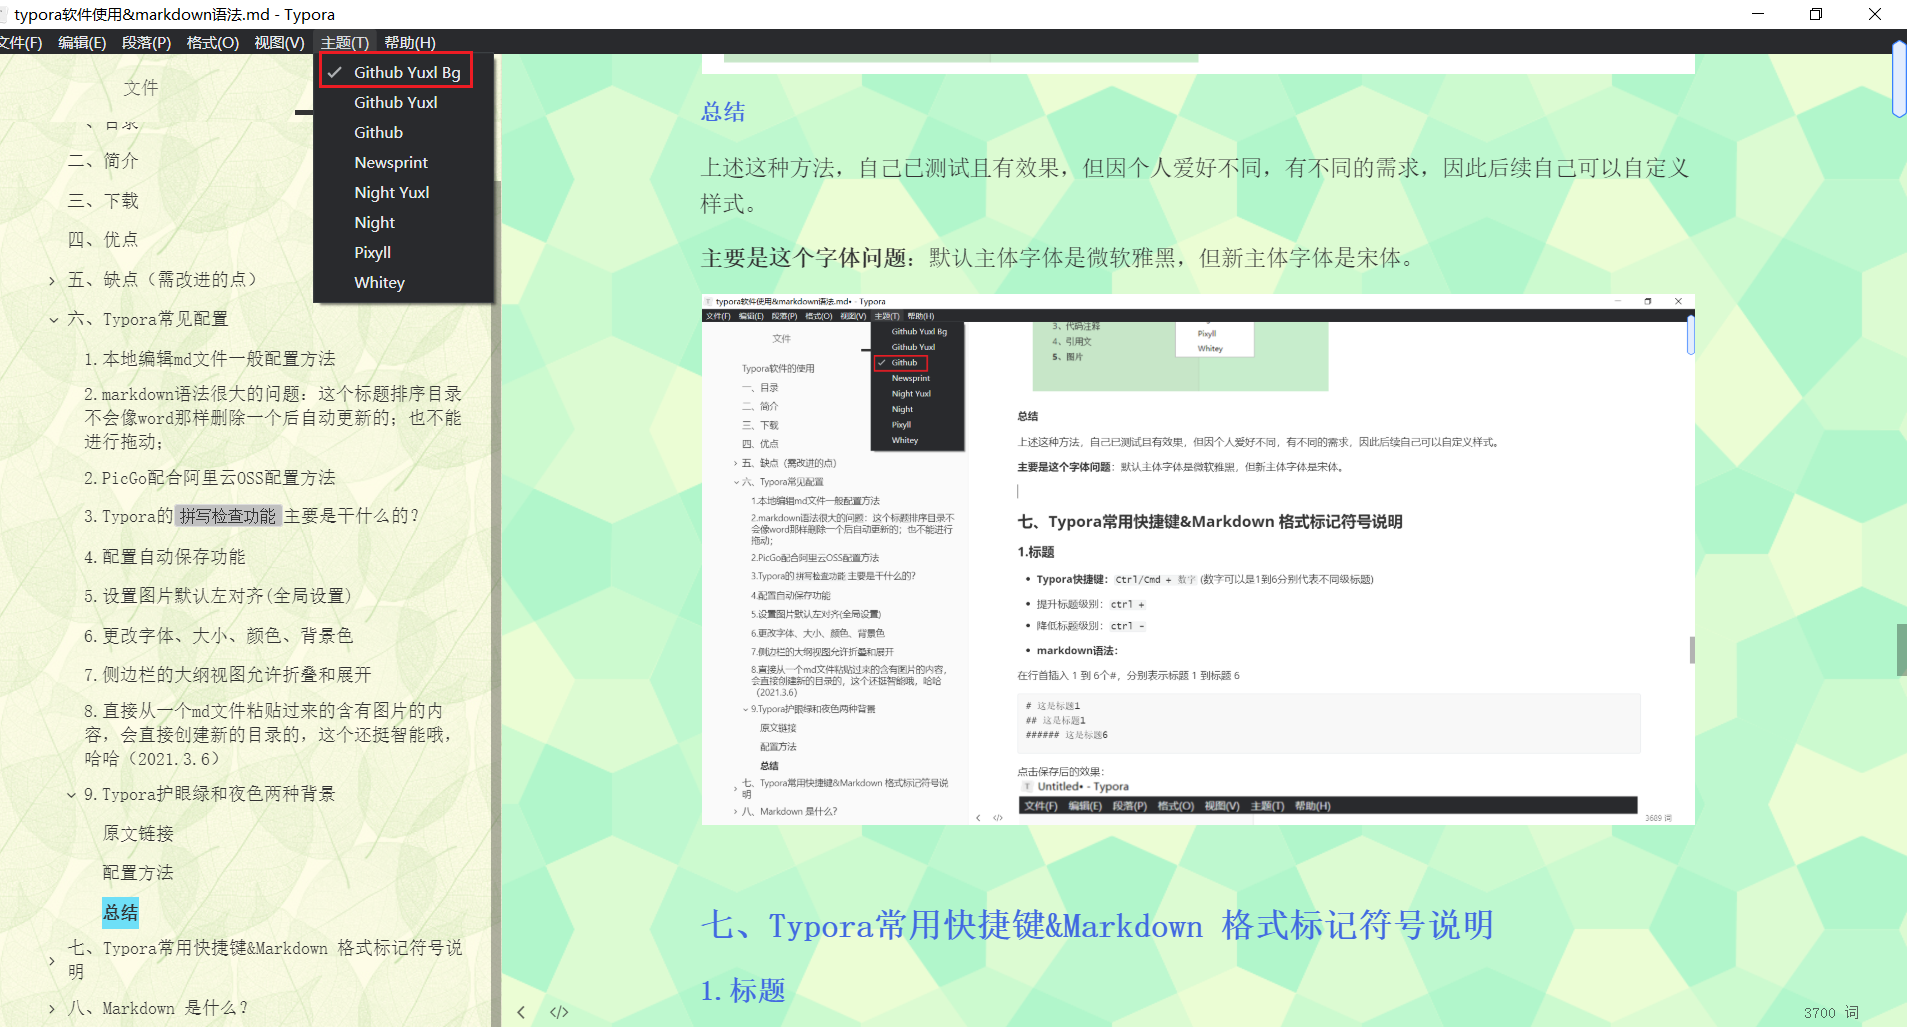 typora软件使用&markdown语法.md - Typora
文件(F) 编辑(E) 段落(P) 格式(O) 视图(V) 主题(T) 帮助(H)
Github Yuxl Bg
Github Yuxl
Github
Newsprint
Night Yuxl
Night
Pixyll
Whitey
文件
、目录
二、简介
三、下载
四、优点
五、缺点（需改进的点）
六、Typora常见配置
1.本地编辑md文件一般配置方法
2.markdown语法很大的问题：这个标题排序目录
不会像word那样删除一个后自动更新的；也不能
进行拖动；
2.PicGo配合阿里云OSS配置方法
3.Typora的 拼写检查功能 主要是干什么的？
4.配置自动保存功能
5.设置图片默认左对齐(全局设置)
6.更改字体、大小、颜色、背景色
7.侧边栏的大纲视图允许折叠和展开
8.直接从一个md文件粘贴过来的含有图片的内
容，会直接创建新的目录的，这个还挺智能哦，
哈哈（2021.3.6）
9.Typora护眼绿和夜色两种背景
原文链接
配置方法
总结
七、Typora常用快捷键&Markdown 格式标记符号说
明
八、Markdown 是什么？
总结
上述这种方法，自己已测试且有效果，但因个人爱好不同，有不同的需求，因此后续自己可以自定义
样式。
主要是这个字体问题：默认主体字体是微软雅黑，但新主体字体是宋体。
typora软件使用&markdown语法.md• - Typora
文件(F) 编辑(E) 段落(P) 格式(O) 视图(V) 主题(T) 帮助(H)
Github Yuxl Bg
Github Yuxl
Github
Newsprint
Night Yuxl
Night
Pixyll
Whitey
文件
Typora软件的使用
一、目录
二、简介
三、下载
四、优点
五、缺点（需改进的点）
六、Typora常见配置
1.本地编辑md文件一般配置方法
2.markdown语法很大的问题：这个标题排序目录不
会像word那样删除一个后自动更新的；也不能进行
拖动；
2.PicGo配合阿里云OSS配置方法
3.Typora的 拼写检查功能 主要是干什么的？
4.配置自动保存功能
5.设置图片默认左对齐(全局设置)
6.更改字体、大小、颜色、背景色
7.侧边栏的大纲视图允许折叠和展开
8.直接从一个md文件粘贴过来的含有图片的内容，
会直接创建新的目录的，这个还挺智能哦，哈哈
（2021.3.6）
9.Typora护眼绿和夜色两种背景
原文链接
配置方法
总结
七、Typora常用快捷键&Markdown 格式标记符号说
明
八、Markdown 是什么？
3、代码注释
4、引用文
5、图片
Pixyll
Whitey
总结
上述这种方法，自己已测试且有效果，但因个人爱好不同，有不同的需求，因此后续自己可以自定义样式。
主要是这个字体问题：默认主体字体是微软雅黑，但新主体字体是宋体。
七、Typora常用快捷键&Markdown 格式标记符号说明
1.标题
• Typora快捷键： Ctrl/Cmd + 数字 (数字可以是1到6分别代表不同级标题)
• 提升标题级别： ctrl +
• 降低标题级别： ctrl -
• markdown语法：
在行首插入 1 到 6个#，分别表示标题 1 到标题 6
# 这是标题1
## 这是标题1
###### 这是标题6
点击保存后的效果：
Untitled• - Typora
文件(F) 编辑(E) 段落(P) 格式(O) 视图(V) 主题(T) 帮助(H)
</> 3689 词
七、Typora常用快捷键&Markdown 格式标记符号说明
1.标题
</> 3700 词